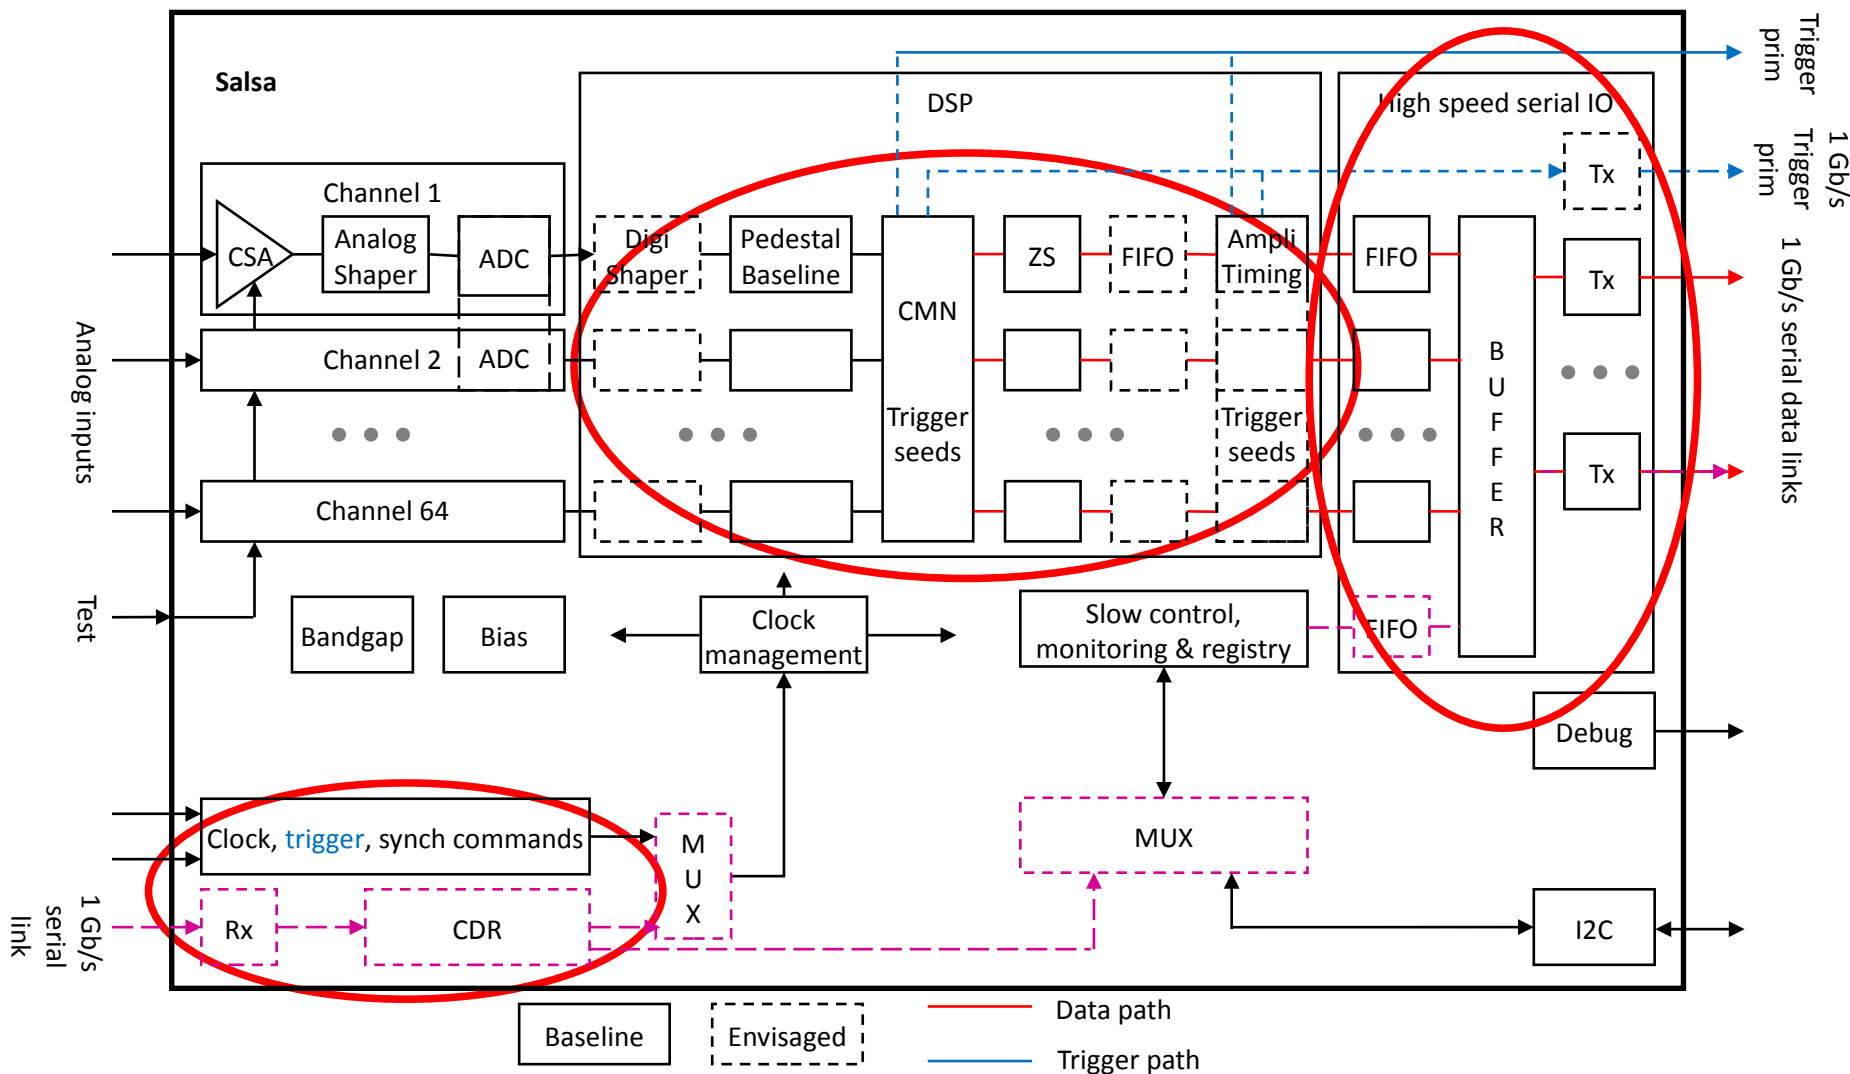 Salsa
DSP
High speed serial IO
Trigger
prim
1 Gb/s
Trigger
prim
1 Gb/s serial data links
Channel 1
CSA
Analog
Shaper
ADC
Digi
Shaper
Pedestal
Baseline
CMN
Trigger
seeds
ZS
FIFO
Ampli
Timing
Trigger
seeds
FIFO
BUFFER
Tx
Tx
Tx
Channel 2
ADC
Channel 64
Analog inputs
Test
Bandgap
Bias
Clock
management
Slow control,
monitoring & registry
FIFO
Debug
Clock, trigger, synch commands
MUX
MUX
1 Gb/s
serial
link
Rx
CDR
I2C
Baseline
Envisaged
Data path
Trigger path